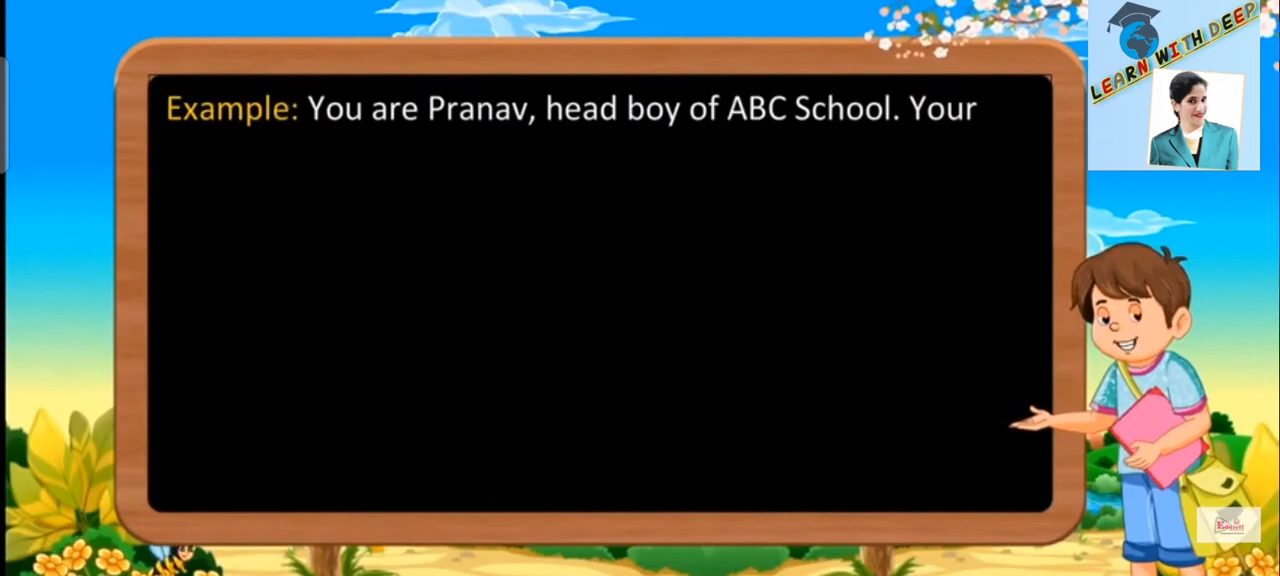 LEARN WITH DEEP
Example: You are Pranav, head boy of ABC School. Your